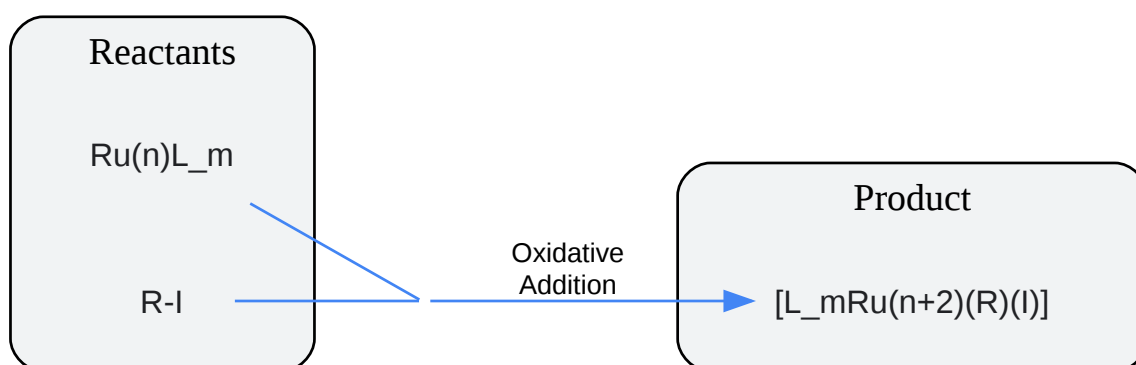 Reactants
Ru(n)L_m
R-I
Oxidative
Addition
Product
[L_mRu(n+2)(R)(I)]